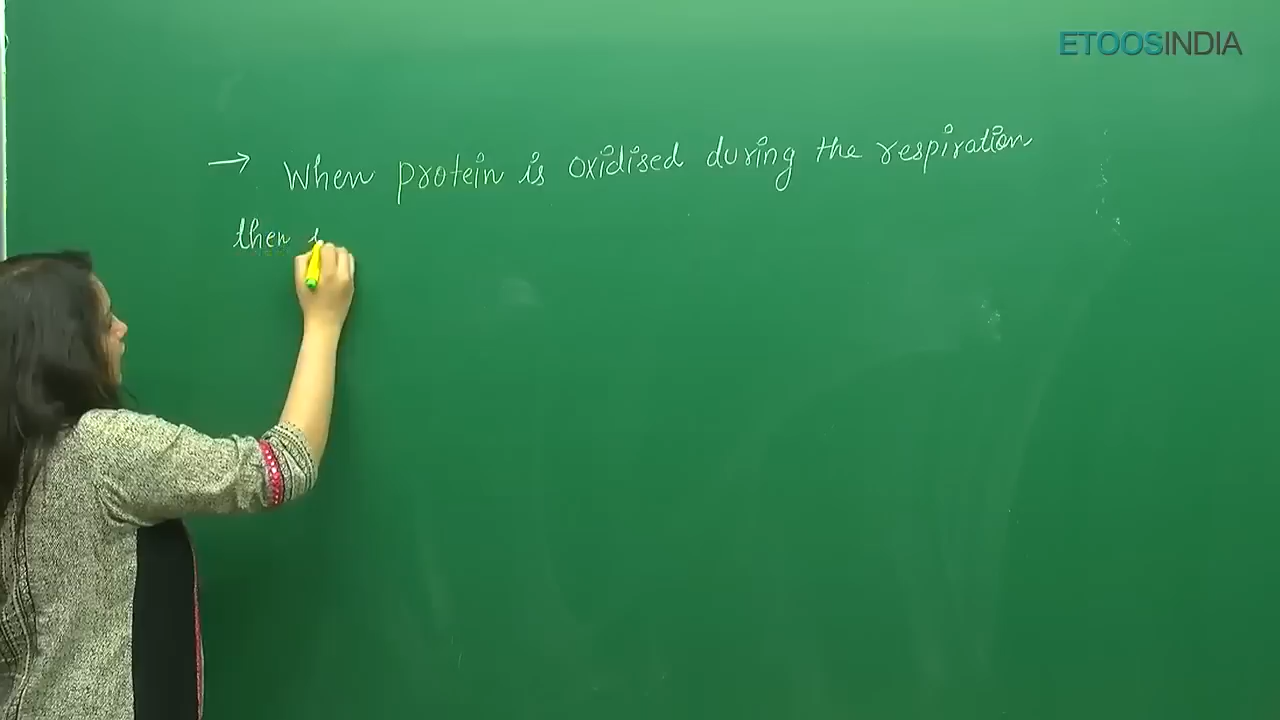 ETOOSINDIA
→ When protein is oxidised during the respiration
then